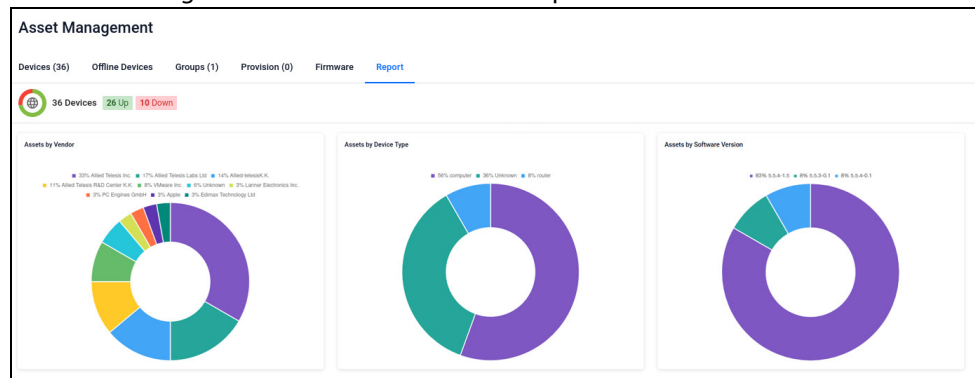 Asset Management
Devices (36) Offline Devices Groups (1) Provision (0) Firmware Report
36 Devices 26 Up 10 Down
Assets by Vendor
33% Allied Telesis Inc. 17% Allied Telesis Labs Ltd 14% Allied-telesisK.K.
11% Allied Telesis R&D Center K.K. 8% VMware Inc. 6% Unknown 3% Lanner Electronics Inc.
3% PC Engines GmbH 3% Apple 3% Edimax Technology Ltd
Assets by Device Type
56% computer 36% Unknown 8% router
Assets by Software Version
83% 5.5.4-1.5 8% 5.5.3-0.1 8% 5.5.4-0.1